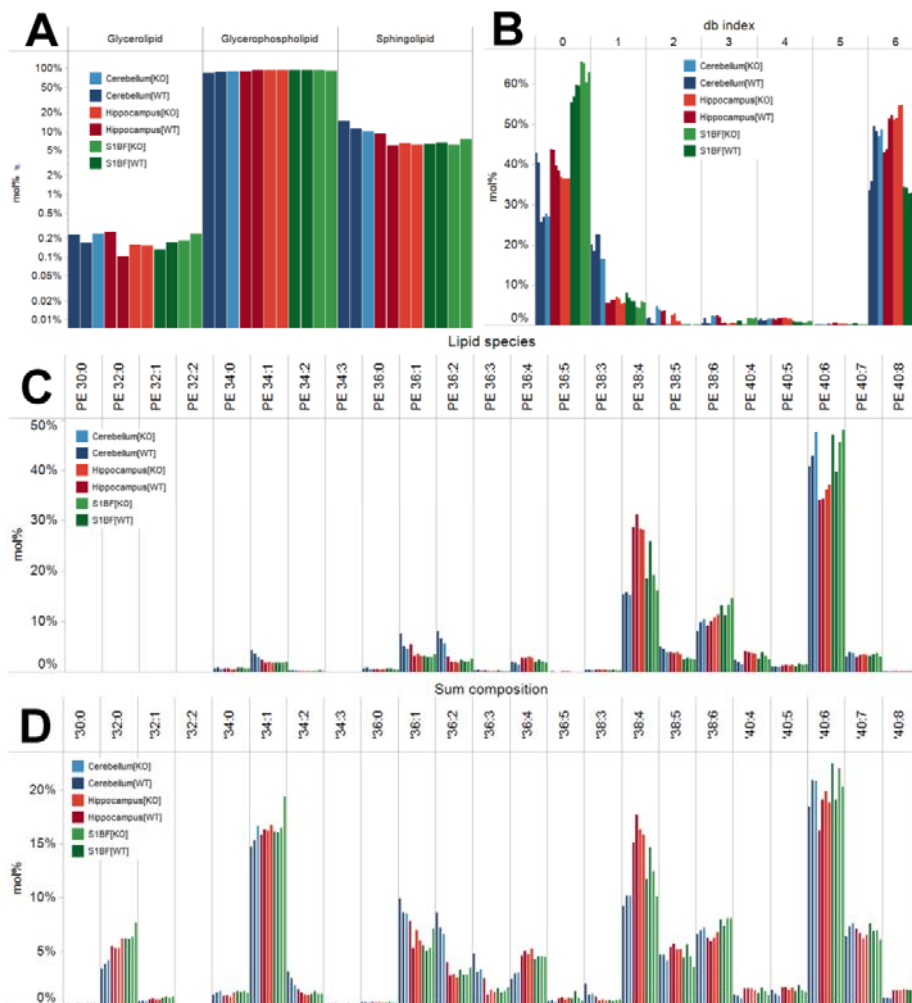 A
Glycerolipid Glycerophospholipid Sphingolipid
mol% %
100%
50%
20%
10%
5%
2%
1%
0.5%
0.2%
0.1%
0.05%
0.02%
0.01%
Cerebellum[KO]
Cerebellum[WT]
Hippocampus[KO]
Hippocampus[WT]
S1BF[KO]
S1BF[WT]
B
db index
0 1 2 3 4 5 6
mol%
60%
50%
40%
30%
20%
10%
0%
Cerebellum[KO]
Cerebellum[WT]
Hippocampus[KO]
Hippocampus[WT]
S1BF[KO]
S1BF[WT]
Lipid species
C
PE 30:0 PE 32:0 PE 32:1 PE 32:2 PE 34:0 PE 34:1 PE 34:2 PE 34:3 PE 36:0 PE 36:1 PE 36:2 PE 36:3 PE 36:4 PE 36:5 PE 38:3 PE 38:4 PE 38:5 PE 38:6 PE 40:4 PE 40:5 PE 40:6 PE 40:7 PE 40:8
mol%
50%
40%
30%
20%
10%
0%
Cerebellum[KO]
Cerebellum[WT]
Hippocampus[KO]
Hippocampus[WT]
S1BF[KO]
S1BF[WT]
Sum composition
D
'30:0 '32:0 '32:1 '32:2 '34:0 '34:1 '34:2 '34:3 '36:0 '36:1 '36:2 '36:3 '36:4 '36:5 '38:3 '38:4 '38:5 '38:6 '40:4 '40:5 '40:6 '40:7 '40:8
mol%
20%
15%
10%
5%
0%
Cerebellum[KO]
Cerebellum[WT]
Hippocampus[KO]
Hippocampus[WT]
S1BF[KO]
S1BF[WT]